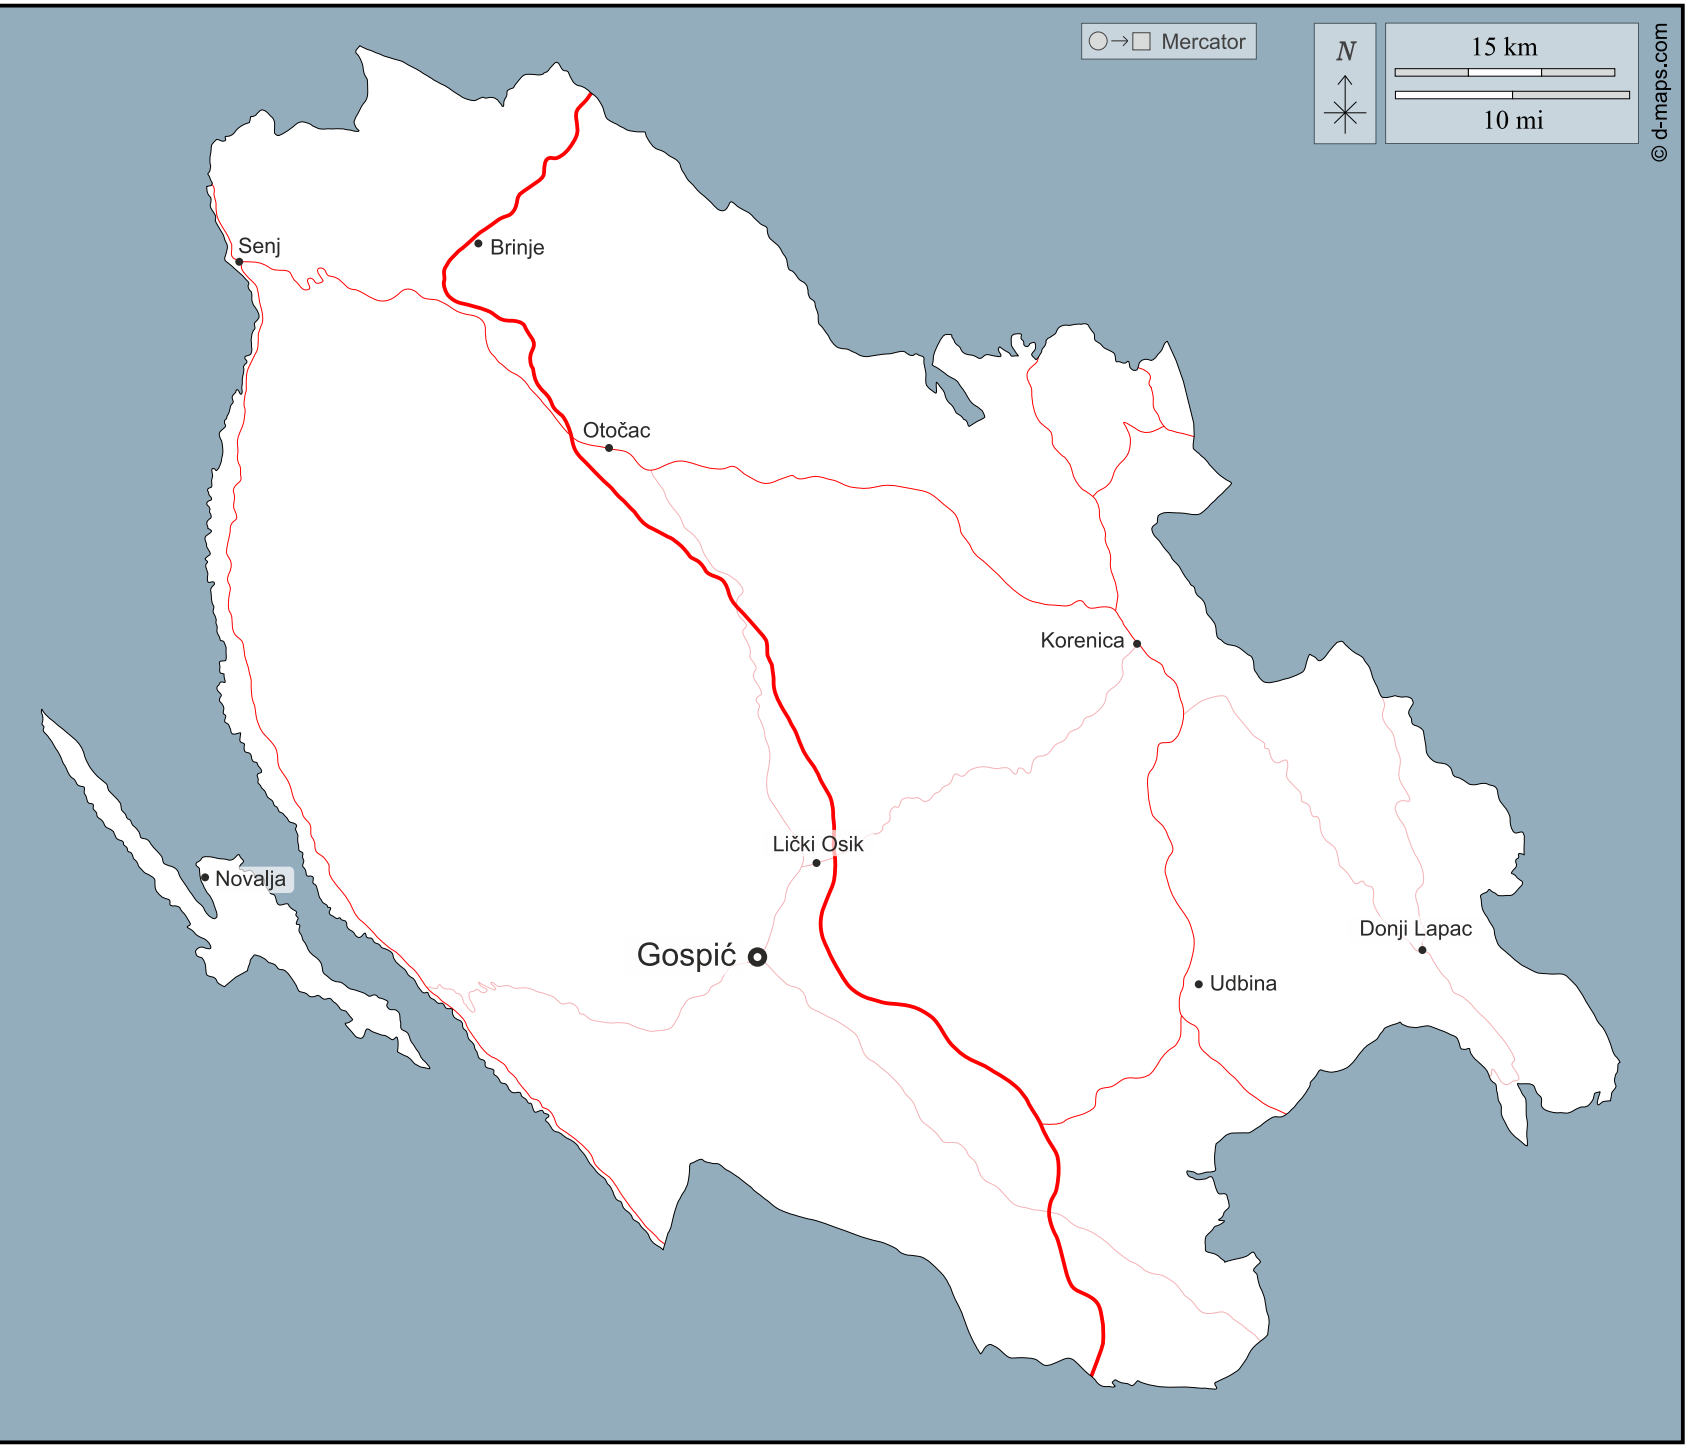 Mercator
N
15 km
10 mi
© d-maps.com
Senj
Brinje
Otočac
Korenica
Lički Osik
Novalja
Gospić
Donji Lapac
Udbina